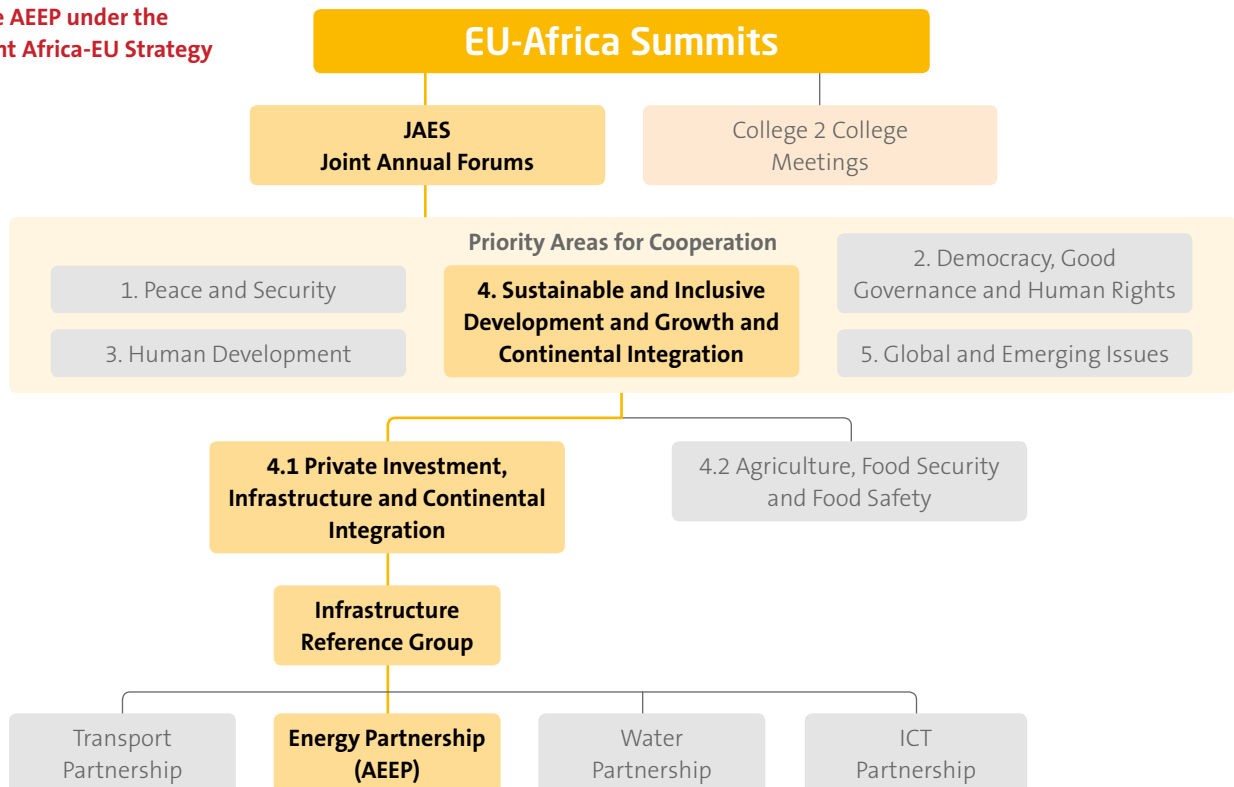 AEEP under the
Africa-EU Strategy
EU-Africa Summits
JAES
Joint Annual Forums
College 2 College
Meetings
Priority Areas for Cooperation
1. Peace and Security
3. Human Development
4. Sustainable and Inclusive
Development and Growth and
Continental Integration
2. Democracy, Good
Governance and Human Rights
5. Global and Emerging Issues
4.1 Private Investment,
Infrastructure and Continental
Integration
4.2 Agriculture, Food Security
and Food Safety
Infrastructure
Reference Group
Transport
Partnership
Energy Partnership
(AEEP)
Water
Partnership
ICT
Partnership